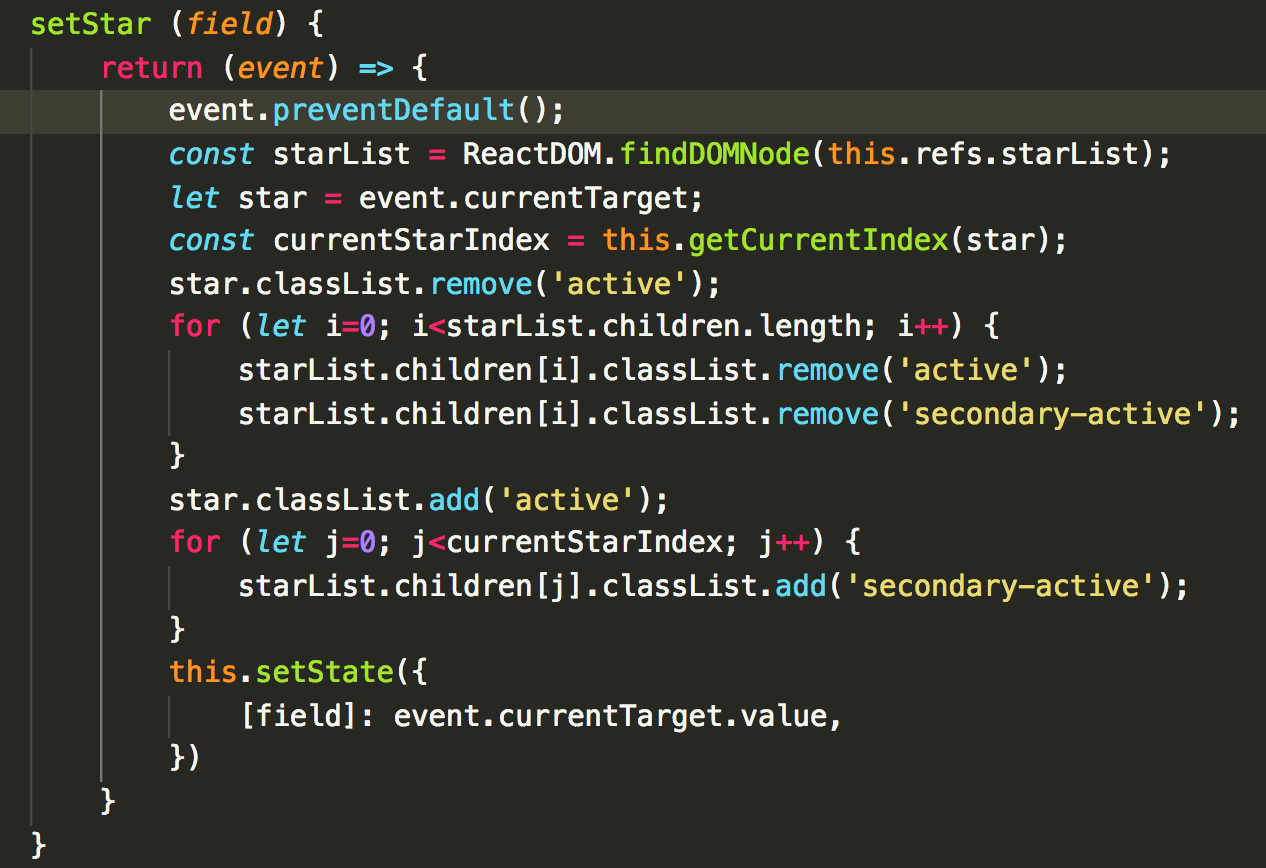 setStar (field) {
    return (event) => {
        event.preventDefault();
        const starList = ReactDOM.findDOMNode(this.refs.starList);
        let star = event.currentTarget;
        const currentStarIndex = this.getCurrentIndex(star);
        star.classList.remove('active');
        for (let i=0; i<starList.children.length; i++) {
            starList.children[i].classList.remove('active');
            starList.children[i].classList.remove('secondary-active');
        }
        star.classList.add('active');
        for (let j=0; j<currentStarIndex; j++) {
            starList.children[j].classList.add('secondary-active');
        }
        this.setState({
            [field]: event.currentTarget.value,
        })
    }
}